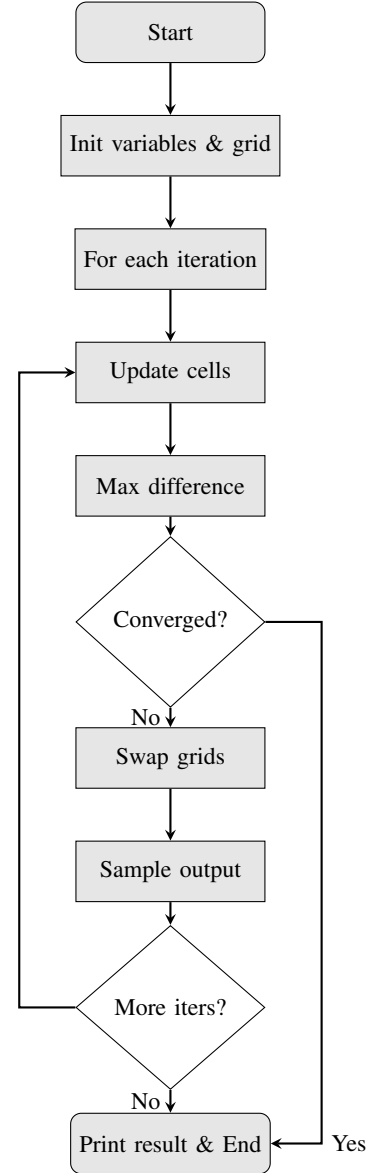 Start
Init variables & grid
For each iteration
Update cells
Max difference
Converged?
No
Swap grids
Sample output
More iters?
No
Print result & End
Yes